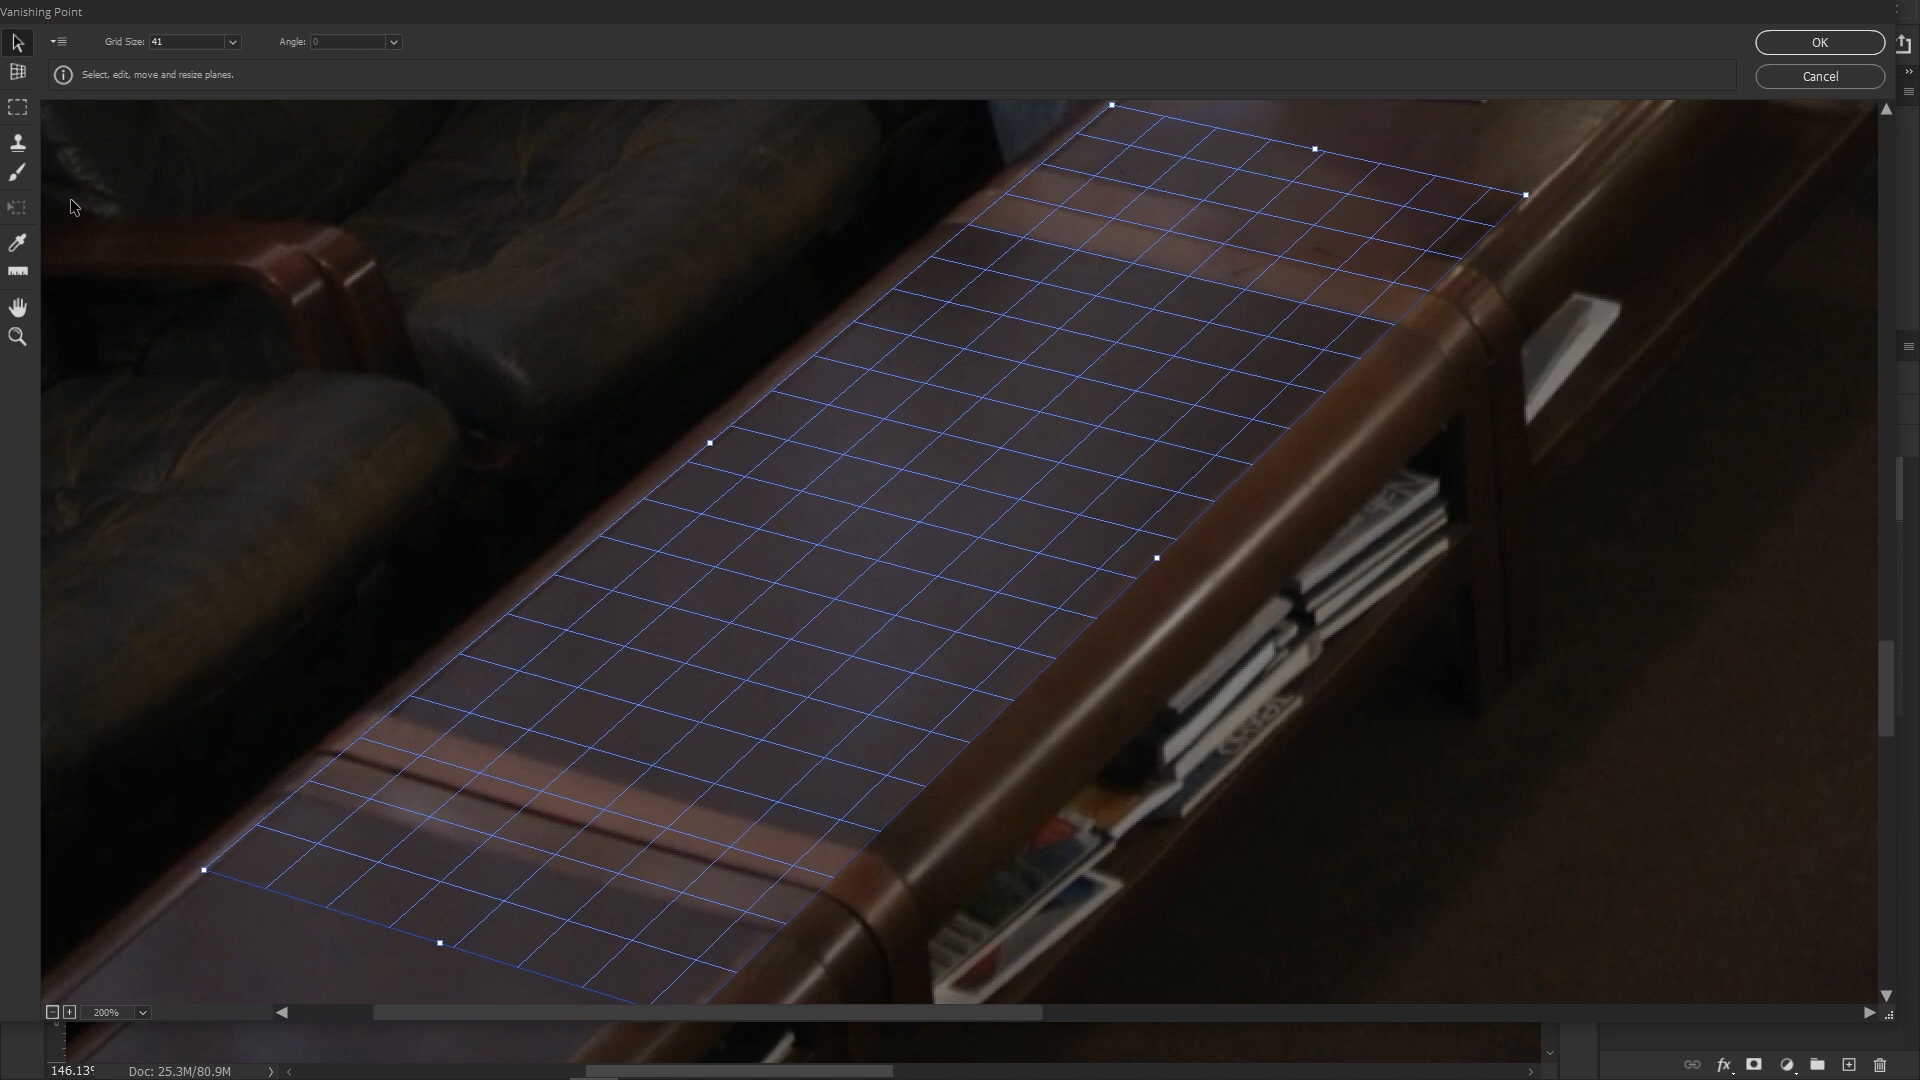 Vanishing Point
Grid Size: 41
Angle: 0
OK
Select, edit, move and resize planes.
Cancel
200%
146.13%
Doc: 25.3M/80.9M
fx